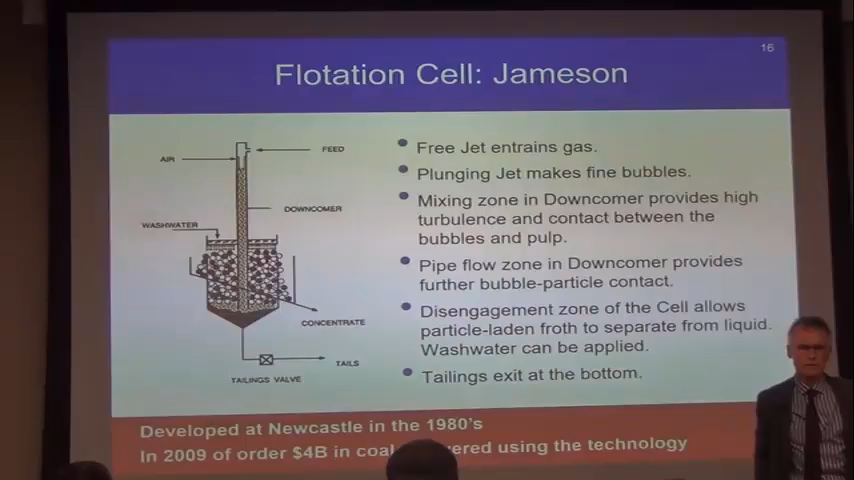 16
Flotation Cell: Jameson
FEED
AIR
DOWNCOMER
WASHWATER
CONCENTRATE
TAILS
TAILINGS VALVE
Free Jet entrains gas.
Plunging Jet makes fine bubbles.
Mixing zone in Downcomer provides high
turbulence and contact between the
bubbles and pulp.
Pipe flow zone in Downcomer provides
further bubble-particle contact.
Disengagement zone of the Cell allows
particle-laden froth to separate from liquid.
Washwater can be applied.
Tailings exit at the bottom.
Developed at Newcastle in the 1980's
In 2009 of order $4B in coal using the technology